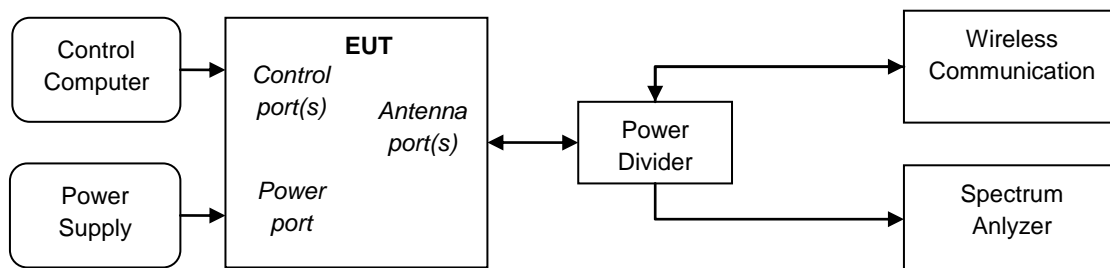 Control
Computer
Power
Supply
EUT
Control
port(s)
Antenna
port(s)
Power
port
Power
Divider
Wireless
Communication
Spectrum
Anlyzer